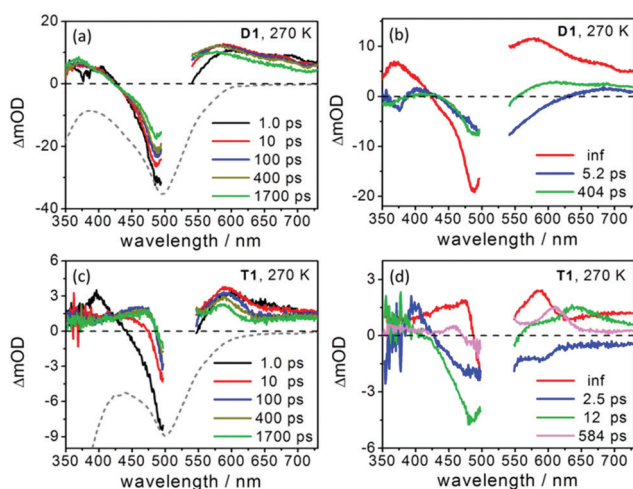 (a) D1, 270 K
20
0
-20
-40
ΔmOD
1.0 ps
10 ps
100 ps
400 ps
1700 ps
350 400 450 500 550 600 650 700
wavelength / nm
(b) D1, 270 K
10
0
-10
-20
ΔmOD
inf
5.2 ps
404 ps
350 400 450 500 550 600 650 700
wavelength / nm
(c) T1, 270 K
6
3
0
-3
-6
-9
ΔmOD
1.0 ps
10 ps
100 ps
400 ps
1700 ps
350 400 450 500 550 600 650 700
wavelength / nm
(d) T1, 270 K
3
0
-3
-6
ΔmOD
inf
2.5 ps
12 ps
584 ps
350 400 450 500 550 600 650 700
wavelength / nm